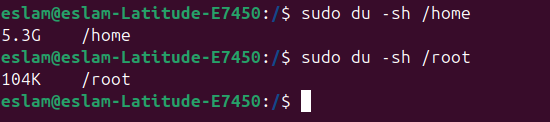 eslam@eslam-Latitude-E7450:/$ sudo du -sh /home
5.3G    /home
eslam@eslam-Latitude-E7450:/$ sudo du -sh /root
104K    /root
eslam@eslam-Latitude-E7450:/$